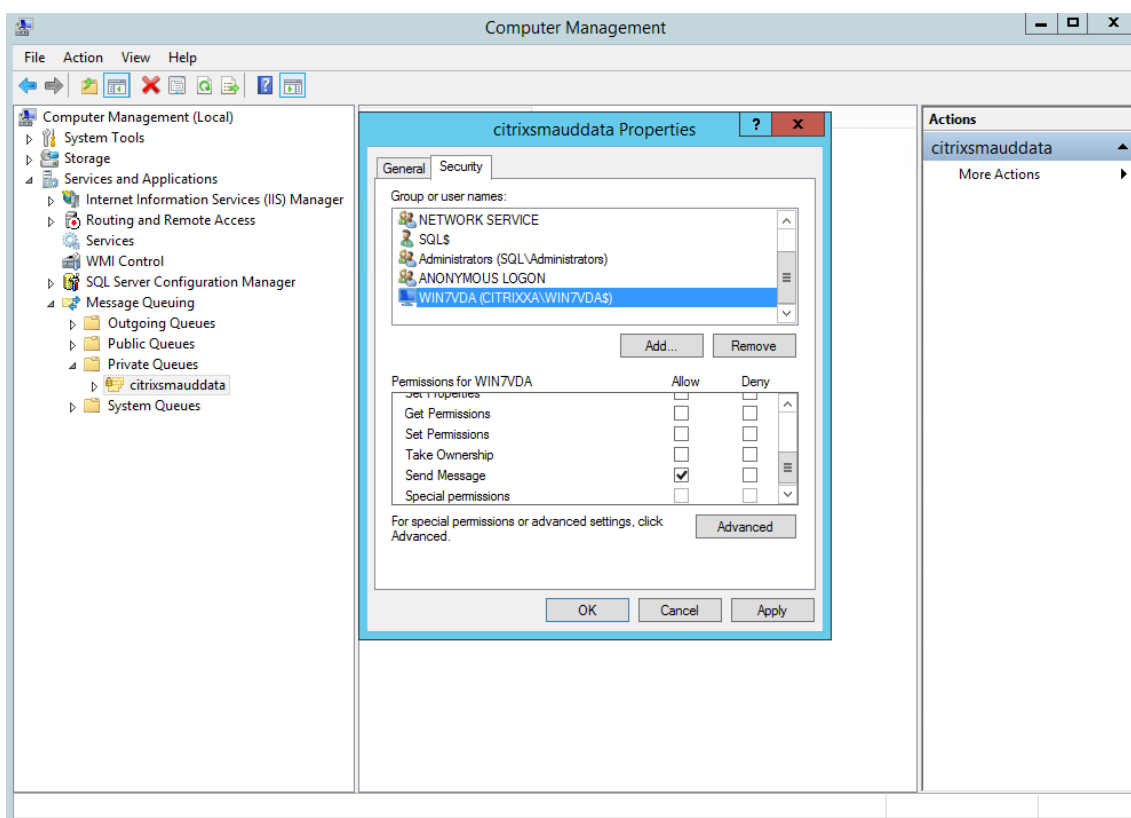 Computer Management
File Action View Help
Computer Management (Local)
System Tools
Storage
Services and Applications
Internet Information Services (IIS) Manager
Routing and Remote Access
Services
WMI Control
SQL Server Configuration Manager
Message Queuing
Outgoing Queues
Public Queues
Private Queues
citrixsmauddata
System Queues
citrixsmauddata Properties
General Security
Group or user names:
NETWORK SERVICE
SQL$
Administrators (SQL\Administrators)
ANONYMOUS LOGON
WIN7VDA (CITRIXXA\WIN7VDA$)
Add... Remove
Permissions for WIN7VDA Allow Deny
Set Properties
Get Permissions
Set Permissions
Take Ownership
Send Message
Special permissions
For special permissions or advanced settings, click
Advanced.
Advanced
OK Cancel Apply
Actions
citrixsmauddata
More Actions